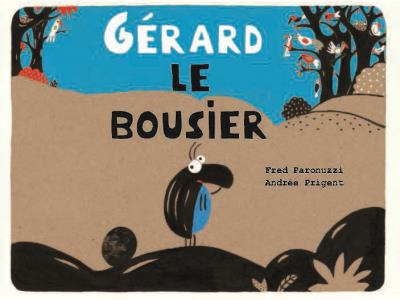 GÉRARD
LE
BOUSIER
Fred Paronuzzi
Andrée Prigent